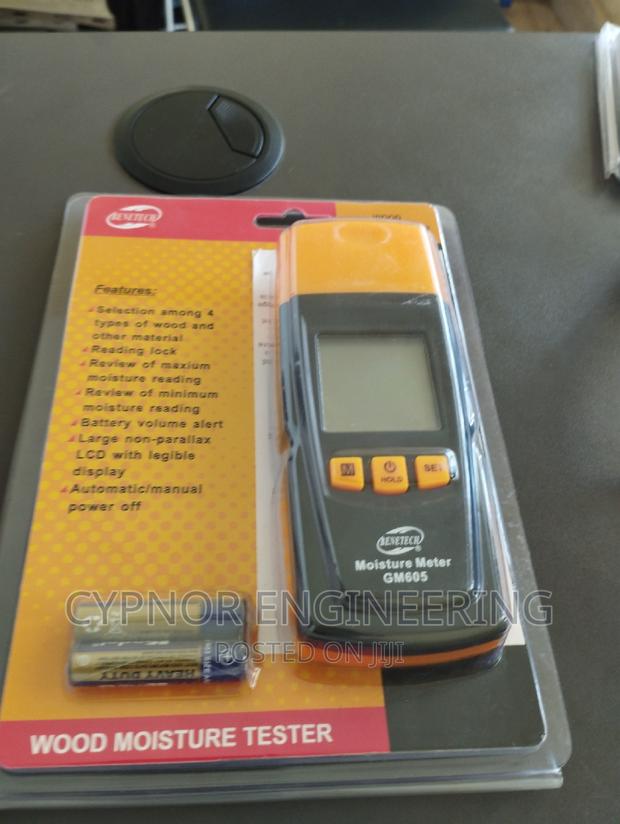 BENETECH
®
Features:
Selection among 4
types of wood and
other material
Reading lock
Review of maxium
moisture reading
Review of minimum
moisture reading
Battery volume alert
Large non-parallax
LCD with legible
display
Automatic/manual
power off
M
HOLD
SET
BENETECH
®
Moisture Meter
GM605
CYPNOR ENGINEERING
POSTED ON JIJI
HEAVY DUTY
WOOD MOISTURE TESTER